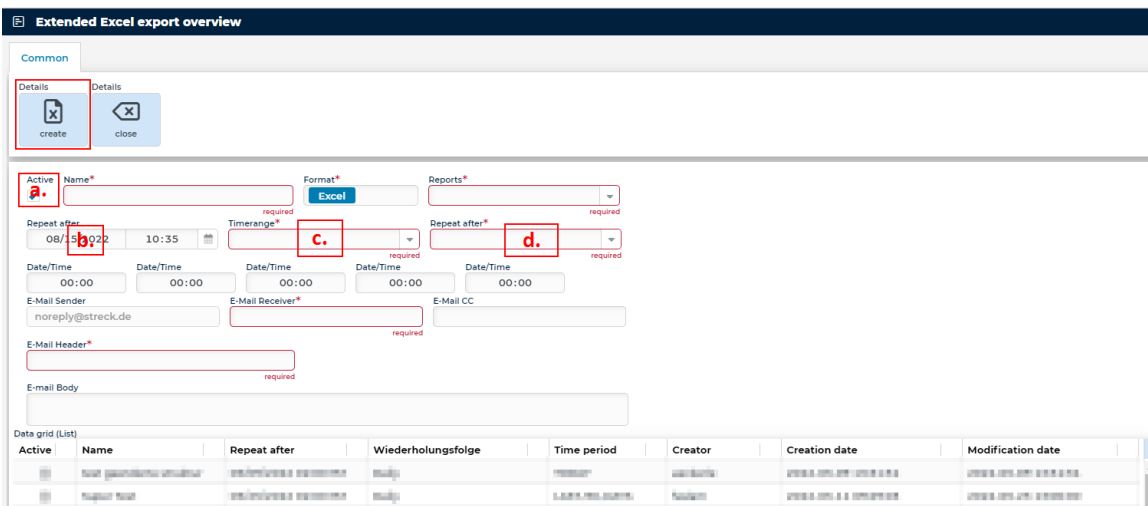 Extended Excel export overview
Common
Details Details
create close
Active Name* Format* Reports*
a. Excel
required required
Repeat after Timerange* Repeat after*
08/15/2022 10:35 b. c. d.
required required
Date/Time Date/Time Date/Time Date/Time Date/Time
00:00 00:00 00:00 00:00 00:00
E-Mail Sender E-Mail Receiver* E-Mail CC
noreply@streck.de
required
E-Mail Header*
required
E-mail Body
Data grid (List)
Active Name Repeat after Wiederholungsfolge Time period Creator Creation date Modification date